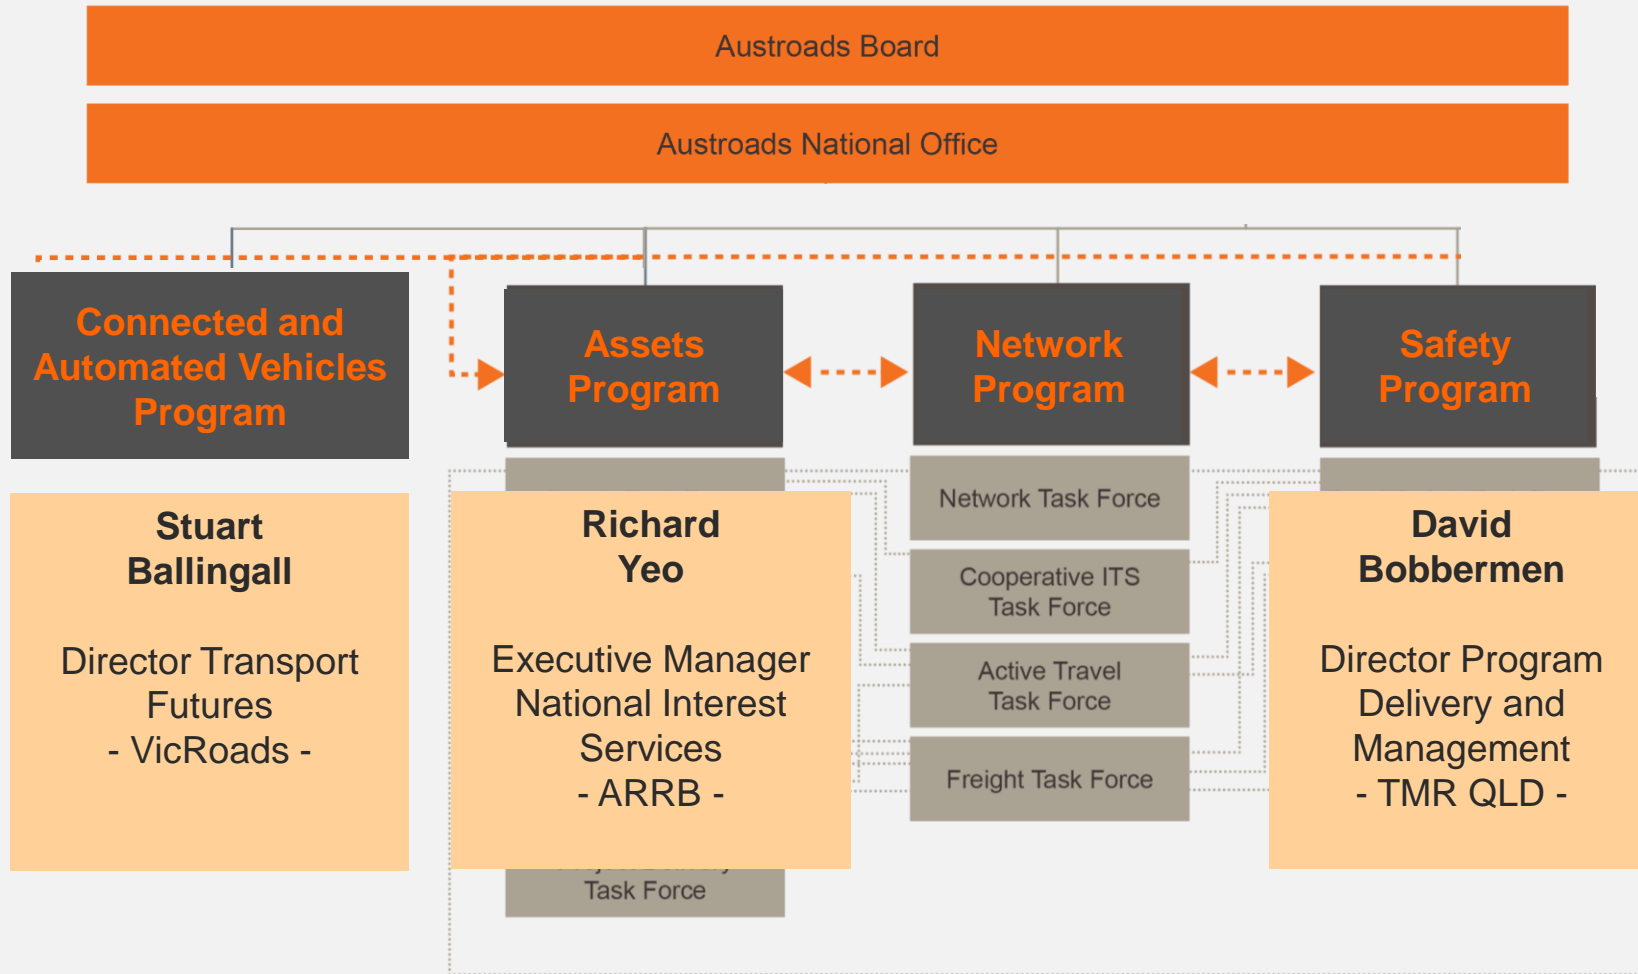 Austroads Board
Austroads National Office
Connected and
Automated Vehicles
Program
Assets
Program
Network
Program
Safety
Program
Stuart
Ballingall
Director Transport
Futures
- VicRoads -
Richard
Yeo
Executive Manager
National Interest
Services
- ARRB -
Task Force
Network Task Force
Cooperative ITS
Task Force
Active Travel
Task Force
Freight Task Force
David
Bobbermen
Director Program
Delivery and
Management
- TMR QLD -